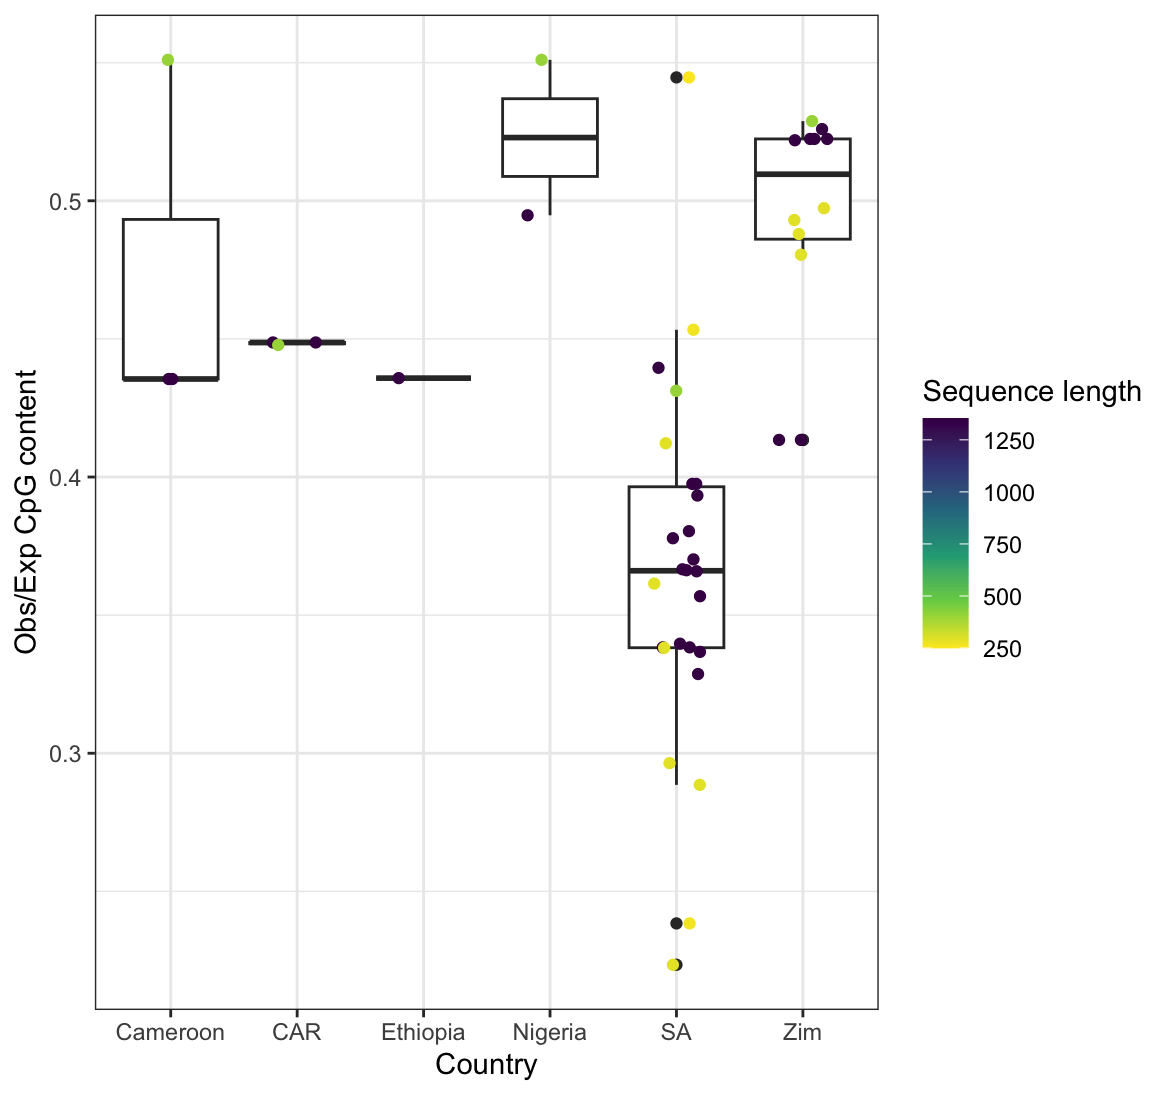 Obs/Exp CpG content
0.5
0.4
0.3
Cameroon CAR Ethiopia Nigeria SA Zim
Country
Sequence length
1250
1000
750
500
250